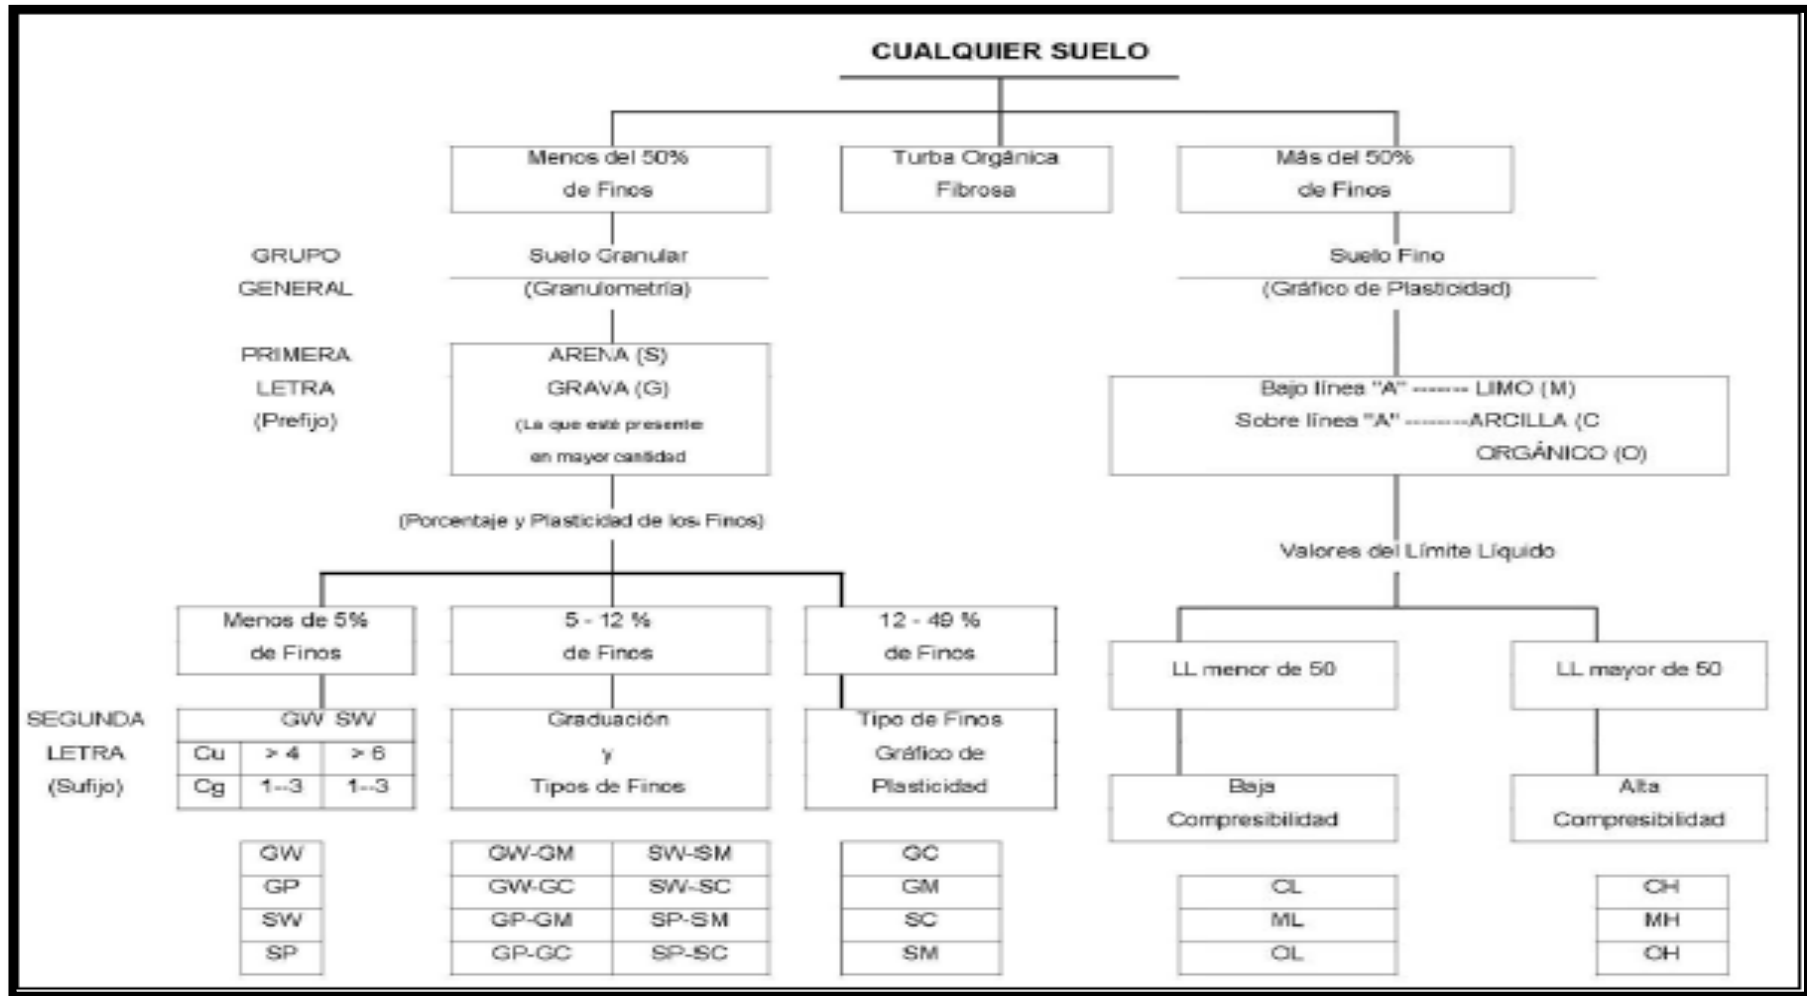 CUALQUIER SUELO
Menos del 50%
de Finos
Turba Orgánica
Fibrosa
Más del 50%
de Finos
GRUPO
GENERAL
Suelo Granular
(Granulometría)
Suelo Fino
(Gráfico de Plasticidad)
PRIMERA
LETRA
(Prefijo)
ARENA (S)
GRAVA (G)
(La que esté presente
en mayor cantidad
Bajo línea "A" ------- LIMO (M)
Sobre línea "A" --------ARCILLA (C
ORGÁNICO (O)
(Porcentaje y Plasticidad de los Finos)
Valores del Límite Líquido
Menos de 5%
de Finos
5 - 12 %
de Finos
12 - 49 %
de Finos
LL menor de 50
LL mayor de 50
SEGUNDA
LETRA
(Sufijo)
GW SW
Cu > 4 > 6
Cg 1--3 1--3
Graduación
y
Tipos de Finos
Tipo de Finos
Gráfico de
Plasticidad
Baja
Compresibilidad
Alta
Compresibilidad
GW
GP
SW
SP
GW-GM SW-SM
GW-GC SW-SC
GP-GM SP-SM
GP-GC SP-SC
GC
GM
SC
SM
CL
ML
OL
CH
MH
OH